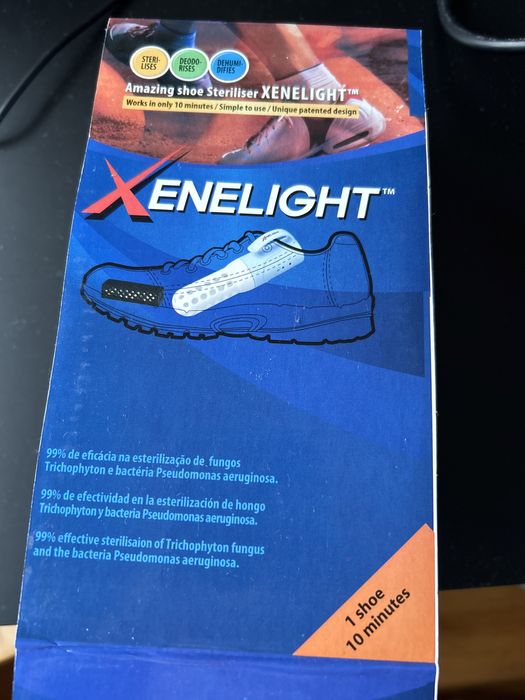 STERI-
LISES
DEODO-
RISES
DEHUMI-
DIFIES
Amazing shoe Steriliser XENELIGHT™
Works in only 10 minutes / Simple to use / Unique patented design
XENELIGHT™
99% de eficácia na esterilização de fungos
Trichophyton e bactéria Pseudomonas aeruginosa.
99% de efectividad en la esterilización de hongo
Trichophyton y bacteria Pseudomonas aeruginosa.
99% effective sterilisaion of Trichophyton fungus
and the bacteria Pseudomonas aeruginosa.
1 shoe
10 minutes